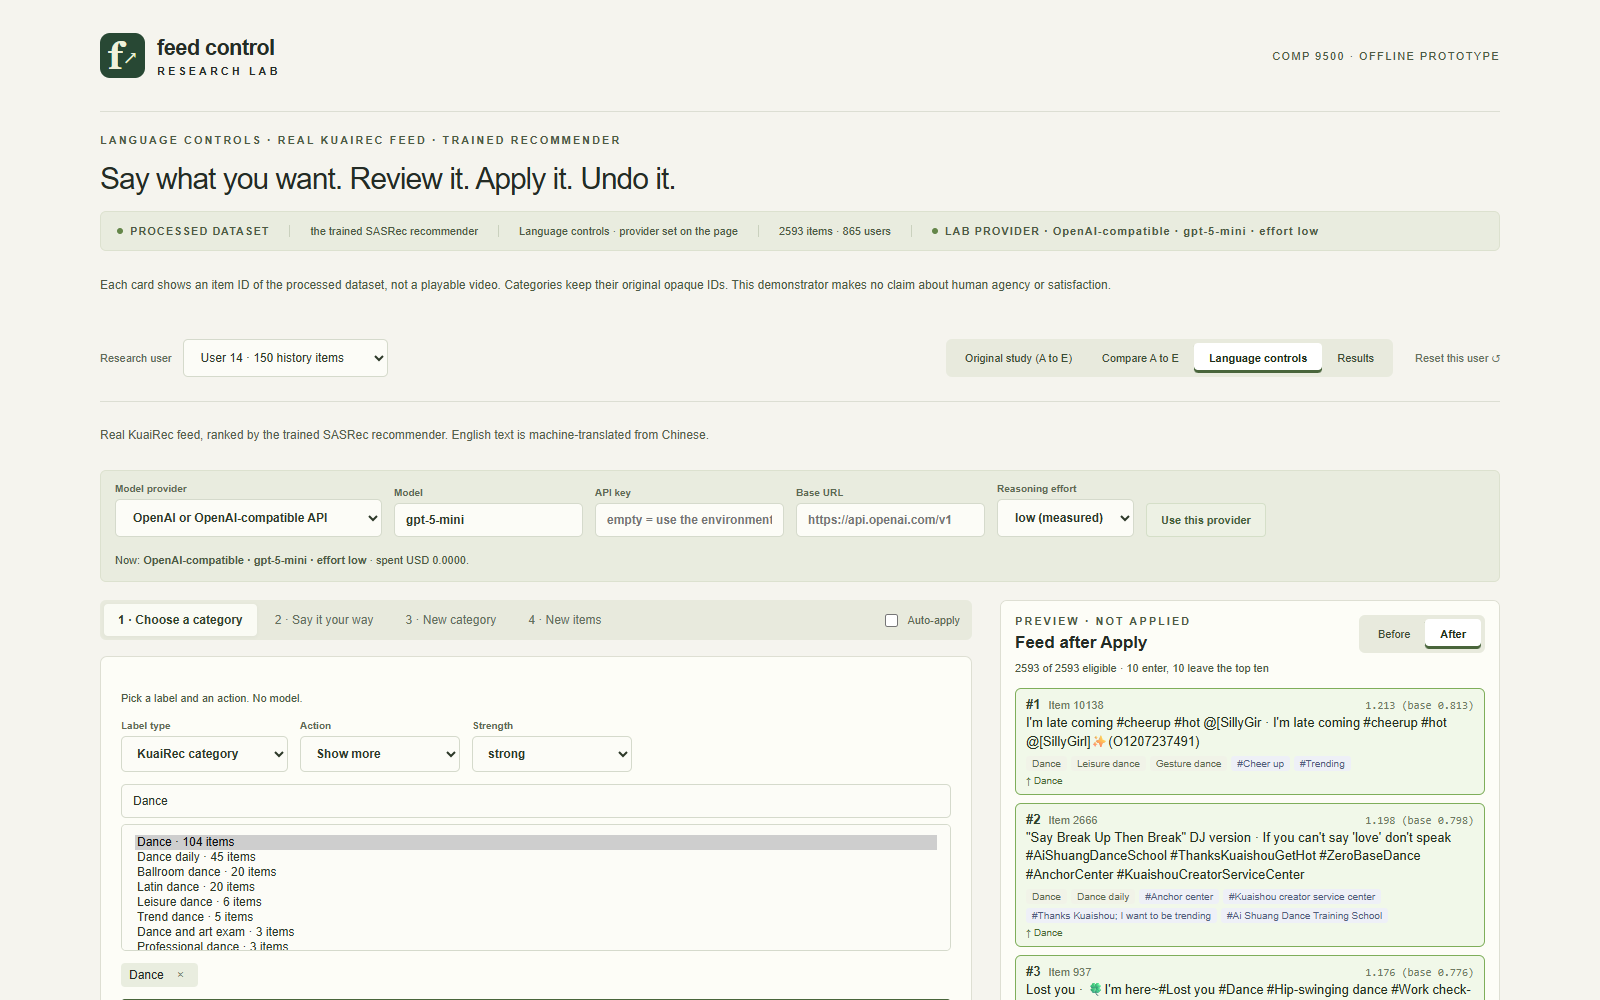 f↗ feed control
RESEARCH LAB
COMP 9500 · OFFLINE PROTOTYPE
LANGUAGE CONTROLS · REAL KUAIREC FEED · TRAINED RECOMMENDER
Say what you want. Review it. Apply it. Undo it.
PROCESSED DATASET the trained SASRec recommender Language controls · provider set on the page 2593 items · 865 users LAB PROVIDER · OpenAI-compatible · gpt-5-mini · effort low
Each card shows an item ID of the processed dataset, not a playable video. Categories keep their original opaque IDs. This demonstrator makes no claim about human agency or satisfaction.
Research user User 14 · 150 history items Original study (A to E) Compare A to E Language controls Results Reset this user ↺
Real KuaiRec feed, ranked by the trained SASRec recommender. English text is machine-translated from Chinese.
Model provider Model API key Base URL Reasoning effort
OpenAI or OpenAI-compatible API gpt-5-mini empty = use the environment https://api.openai.com/v1 low (measured) Use this provider
Now: OpenAI-compatible · gpt-5-mini · effort low · spent USD 0.0000.
1 · Choose a category 2 · Say it your way 3 · New category 4 · New items Auto-apply
Pick a label and an action. No model.
Label type Action Strength
KuaiRec category Show more strong
Dance
Dance · 104 items
Dance daily · 45 items
Ballroom dance · 20 items
Latin dance · 20 items
Leisure dance · 6 items
Trend dance · 5 items
Dance and art exam · 3 items
Professional dance · 3 items
Dance ×
PREVIEW · NOT APPLIED
Feed after Apply
Before After
2593 of 2593 eligible · 10 enter, 10 leave the top ten
#1 Item 10138 1.213 (base 0.813)
I'm late coming #cheerup #hot @[SillyGir · I'm late coming #cheerup #hot
@[SillyGirl]✨(O1207237491)
Dance Leisure dance Gesture dance #Cheer up #Trending
↑ Dance
#2 Item 2666 1.198 (base 0.798)
"Say Break Up Then Break" DJ version · If you can't say 'love' don't speak
#AiShuangDanceSchool #ThanksKuaishouGetHot #ZeroBaseDance
#AnchorCenter #KuaishouCreatorServiceCenter
Dance Dance daily #Anchor center #Kuaishou creator service center
#Thanks Kuaishou; I want to be trending #Ai Shuang Dance Training School
↑ Dance
#3 Item 937 1.176 (base 0.776)
Lost you · 🍀I'm here~#Lost you #Dance #Hip-swinging dance #Work check-